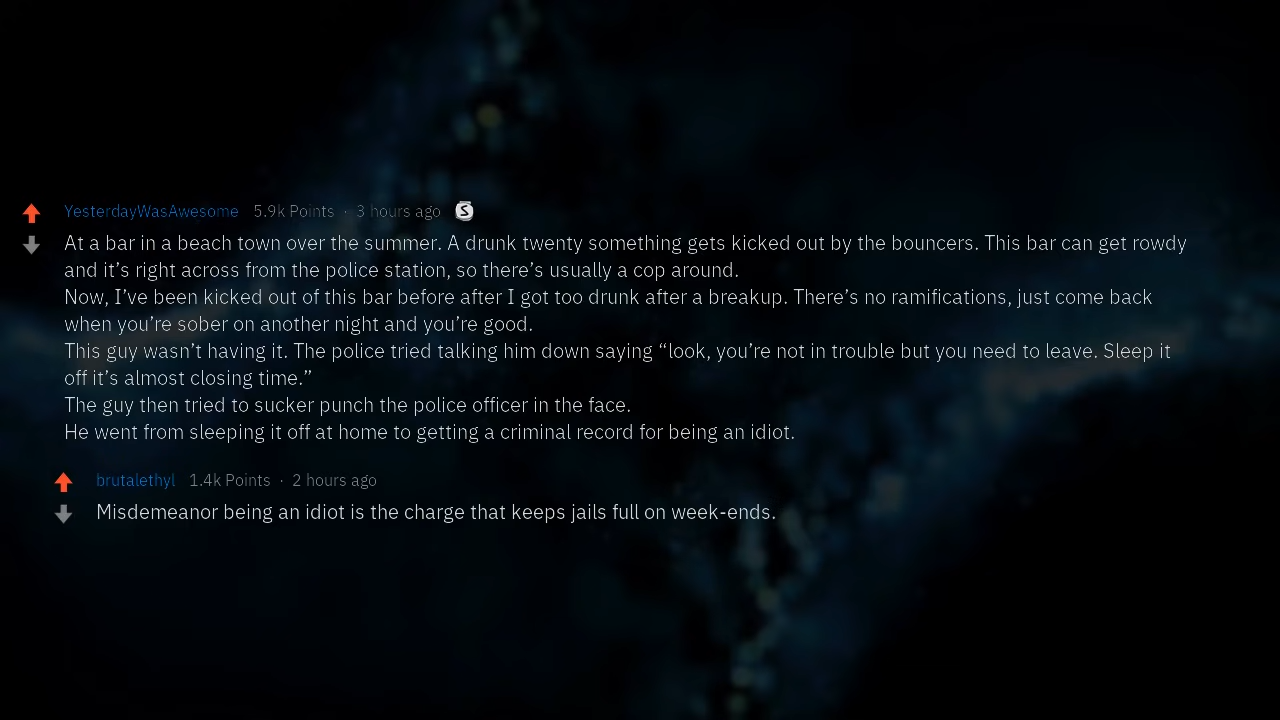 YesterdayWasAwesome 5.9k Points · 3 hours ago S
At a bar in a beach town over the summer. A drunk twenty something gets kicked out by the bouncers. This bar can get rowdy
and it’s right across from the police station, so there’s usually a cop around.
Now, I’ve been kicked out of this bar before after I got too drunk after a breakup. There’s no ramifications, just come back
when you’re sober on another night and you’re good.
This guy wasn’t having it. The police tried talking him down saying “look, you’re not in trouble but you need to leave. Sleep it
off it’s almost closing time.”
The guy then tried to sucker punch the police officer in the face.
He went from sleeping it off at home to getting a criminal record for being an idiot.
brutalethyl 1.4k Points · 2 hours ago
Misdemeanor being an idiot is the charge that keeps jails full on week-ends.